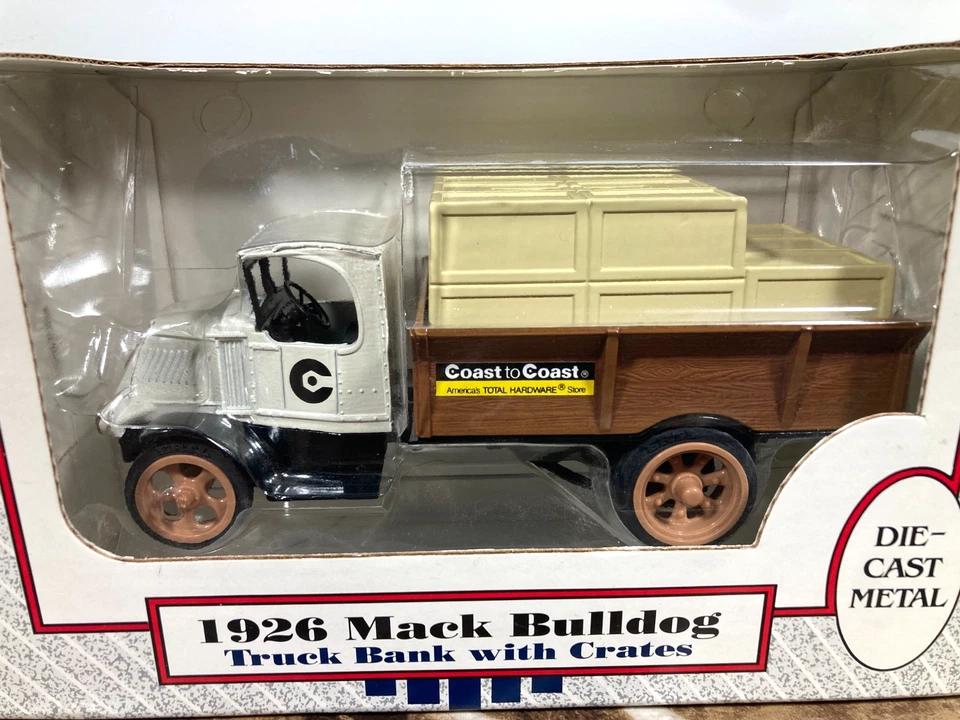 Coast to Coast®
America's TOTAL HARDWARE® Store
DIE-
CAST
METAL
1926 Mack Bulldog
Truck Bank with Crates